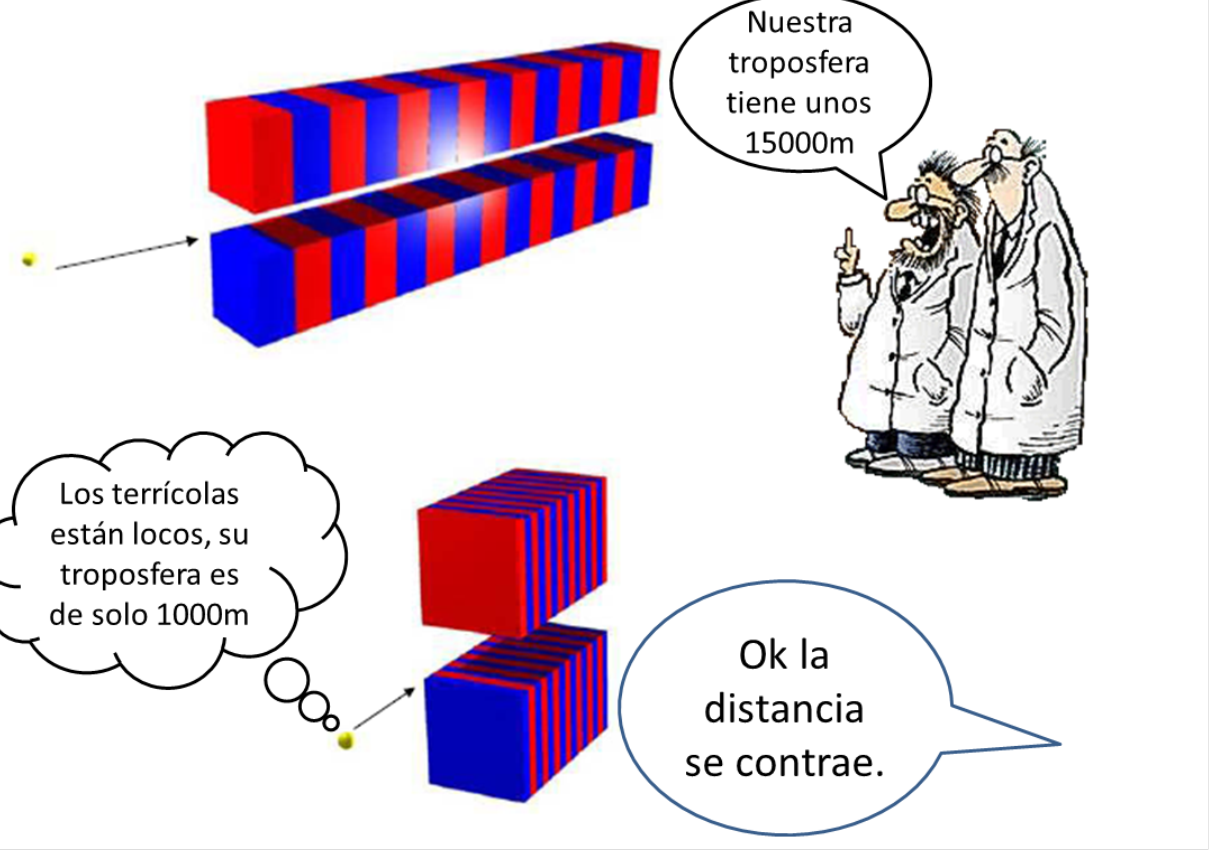 Nuestra
troposfera
tiene unos
15000m
Los terrícolas
están locos, su
troposfera es
de solo 1000m
Ok la
distancia
se contrae.